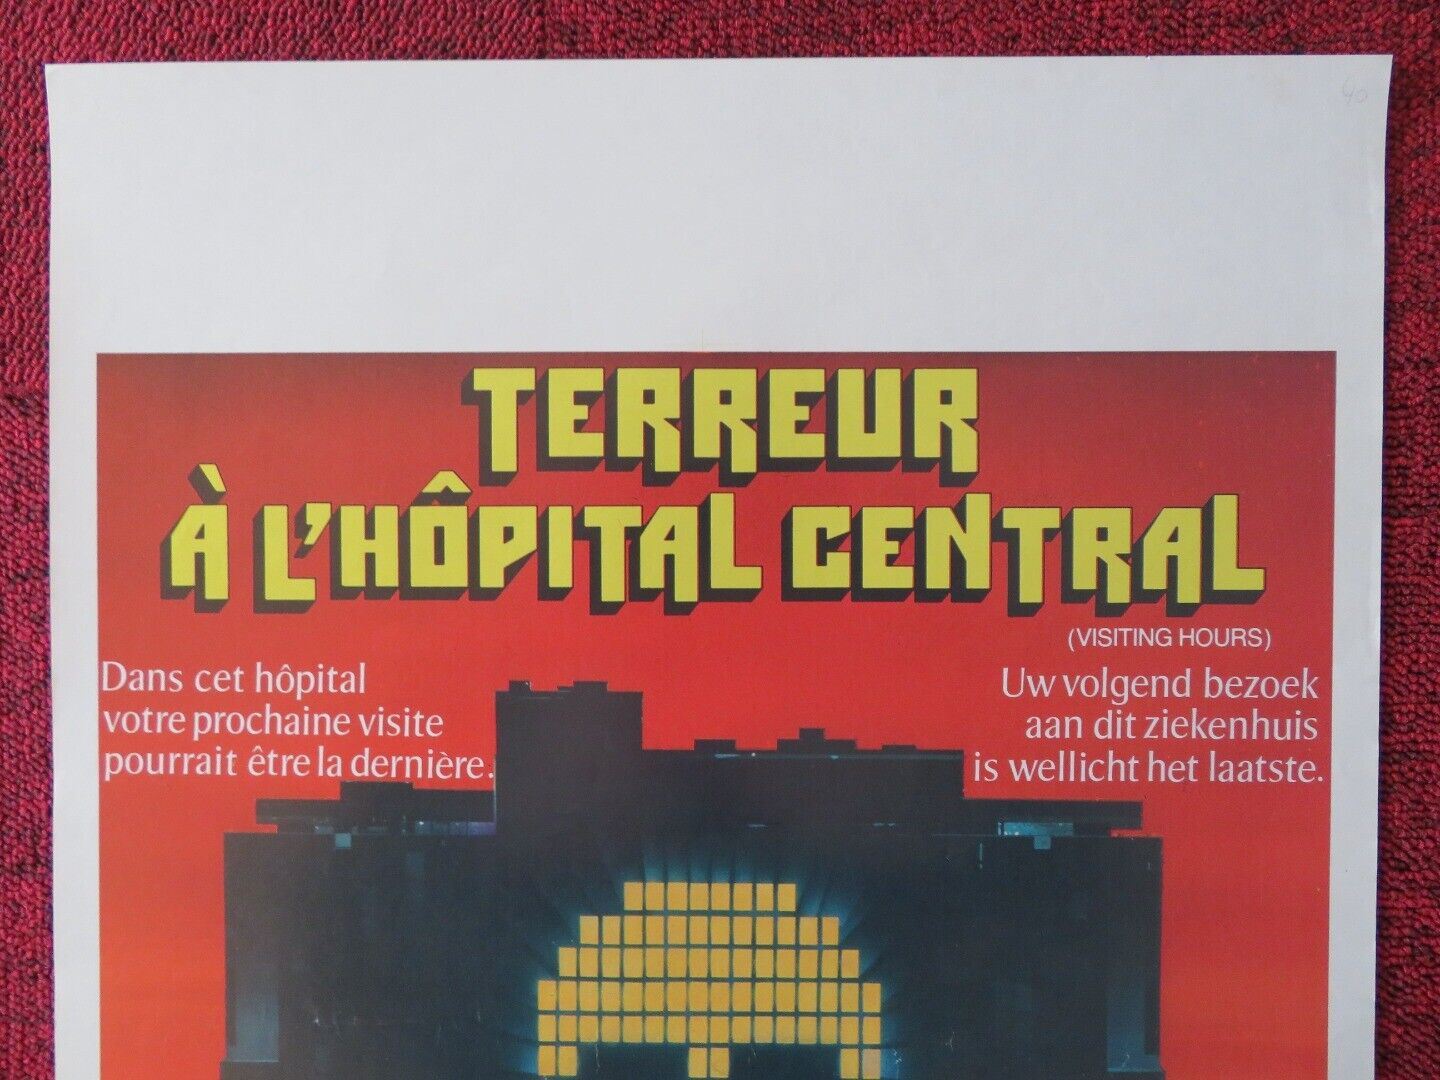 40
TERREUR
À L'HÔPITAL CENTRAL
(VISITING HOURS)
Dans cet hôpital
votre prochaine visite
pourrait être la dernière.
Uw volgend bezoek
aan dit ziekenhuis
is wellicht het laatste.